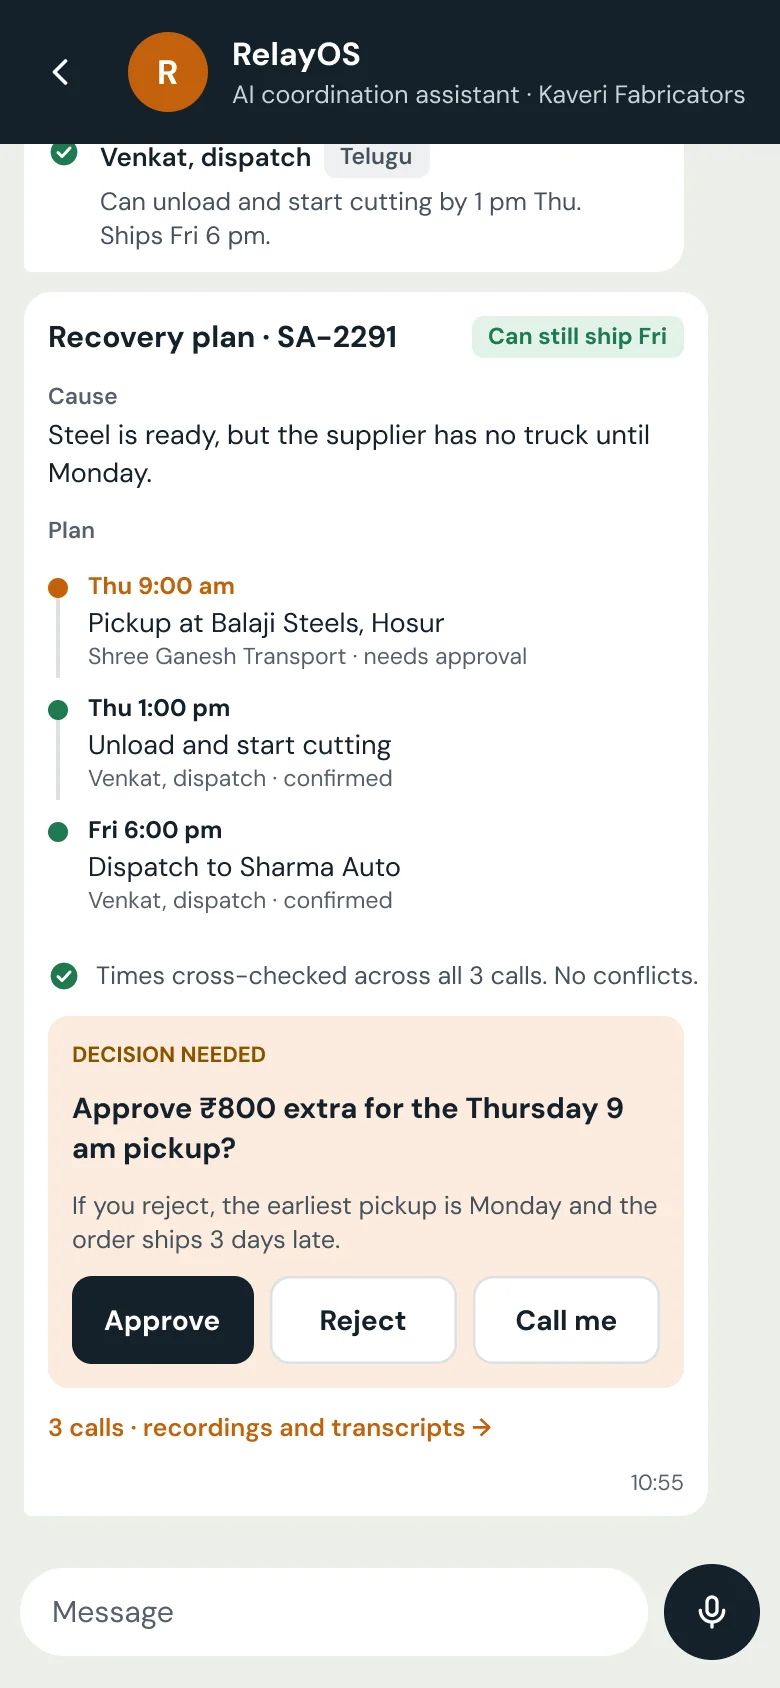 R
RelayOS
AI coordination assistant · Kaveri Fabricators
Venkat, dispatch Telugu
Can unload and start cutting by 1 pm Thu.
Ships Fri 6 pm.
Recovery plan · SA-2291 Can still ship Fri
Cause
Steel is ready, but the supplier has no truck until
Monday.
Plan
Thu 9:00 am
Pickup at Balaji Steels, Hosur
Shree Ganesh Transport · needs approval
Thu 1:00 pm
Unload and start cutting
Venkat, dispatch · confirmed
Fri 6:00 pm
Dispatch to Sharma Auto
Venkat, dispatch · confirmed
Times cross-checked across all 3 calls. No conflicts.
DECISION NEEDED
Approve ₹800 extra for the Thursday 9
am pickup?
If you reject, the earliest pickup is Monday and the
order ships 3 days late.
Approve Reject Call me
3 calls · recordings and transcripts →
10:55
Message